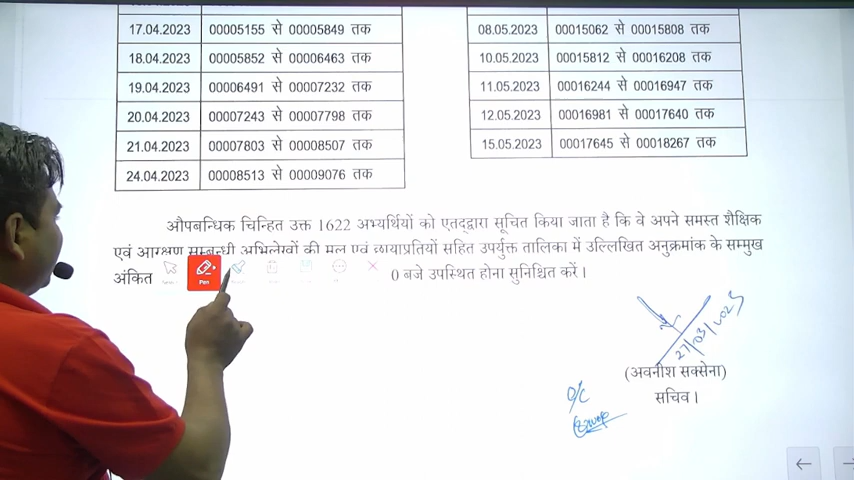 17.04.2023 00005155 से 00005849 तक
18.04.2023 00005852 से 00006463 तक
19.04.2023 00006491 से 00007232 तक
20.04.2023 00007243 से 00007798 तक
21.04.2023 00007803 से 00008507 तक
24.04.2023 00008513 से 00009076 तक
08.05.2023 00015062 से 00015808 तक
10.05.2023 00015812 से 00016208 तक
11.05.2023 00016244 से 00016947 तक
12.05.2023 00016981 से 00017640 तक
15.05.2023 00017645 से 00018267 तक
औपबन्धिक चिन्हित उक्त 1622 अभ्यर्थियों को एतद्द्वारा सूचित किया जाता है कि वे अपने समस्त शैक्षिक
एवं आरक्षण सम्बन्धी अभिलेखों की मूल एवं छायाप्रतियों सहित उपर्युक्त तालिका में उल्लिखित अनुक्रमांक के सम्मुख
अंकित 0 बजे उपस्थित होना सुनिश्चित करें।
Pen
27/03/2023
(अवनीश सक्सेना)
सचिव।
O/C